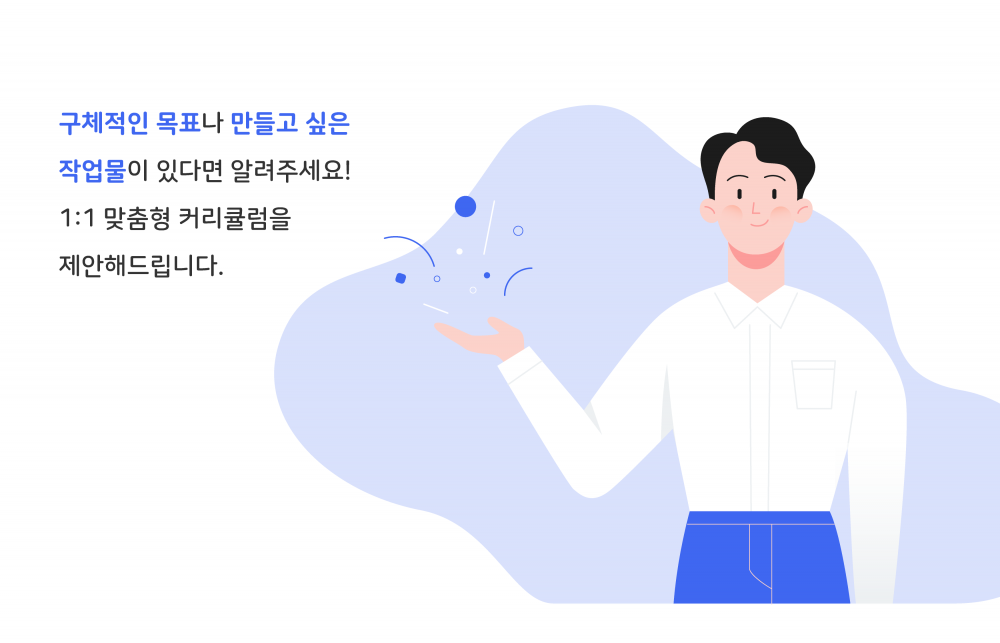 구체적인 목표나 만들고 싶은
작업물이 있다면 알려주세요!
1:1 맞춤형 커리큘럼을
제안해드립니다.